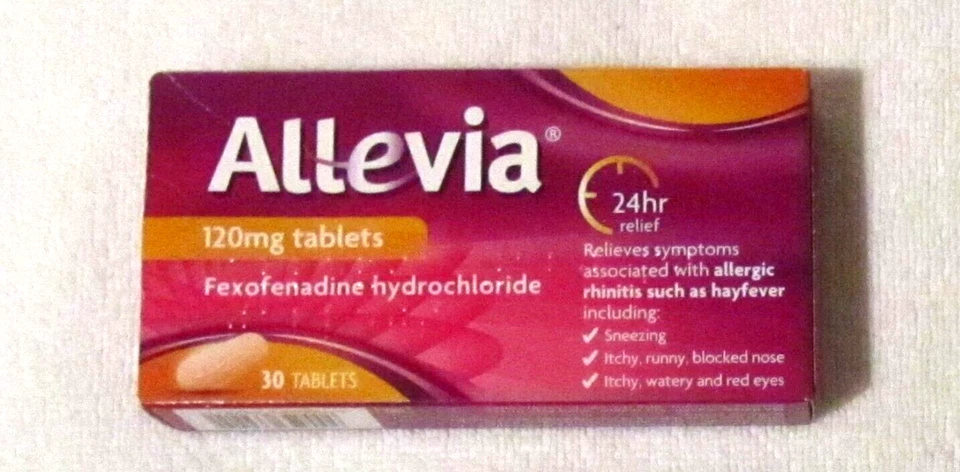 Allevia®
120mg tablets
Fexofenadine hydrochloride
30 TABLETS
24hr
relief
Relieves symptoms
associated with allergic
rhinitis such as hayfever
including:
✓ Sneezing
✓ Itchy, runny, blocked nose
✓ Itchy, watery and red eyes